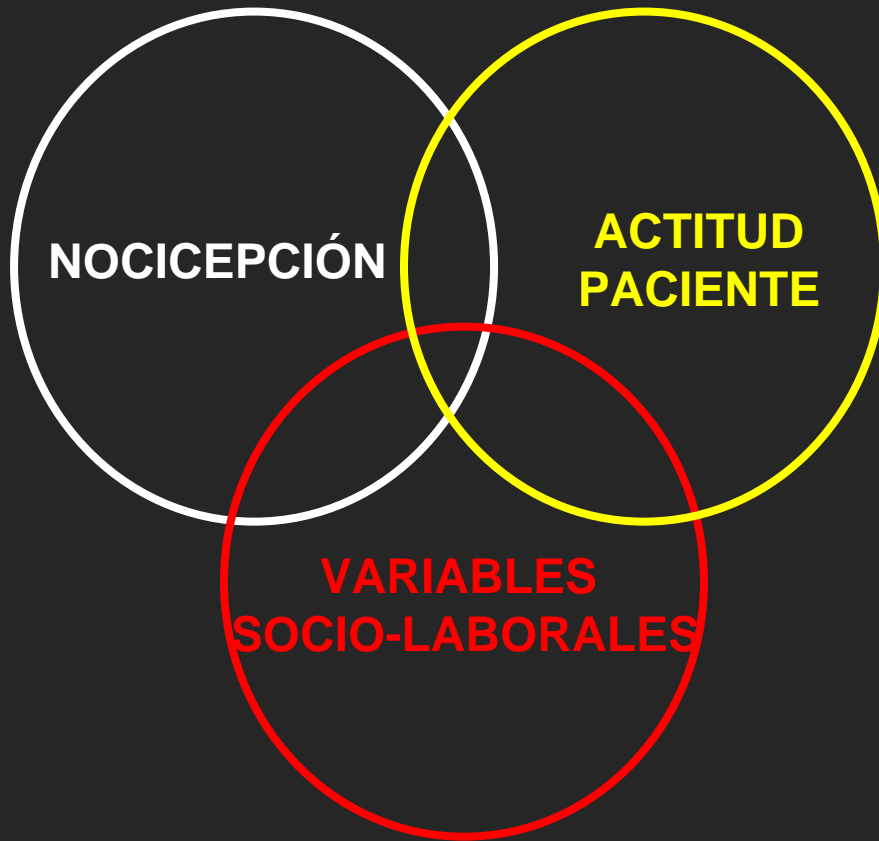 NOCICEPCIÓN
ACTITUD
PACIENTE
VARIABLES
SOCIO-LABORALES